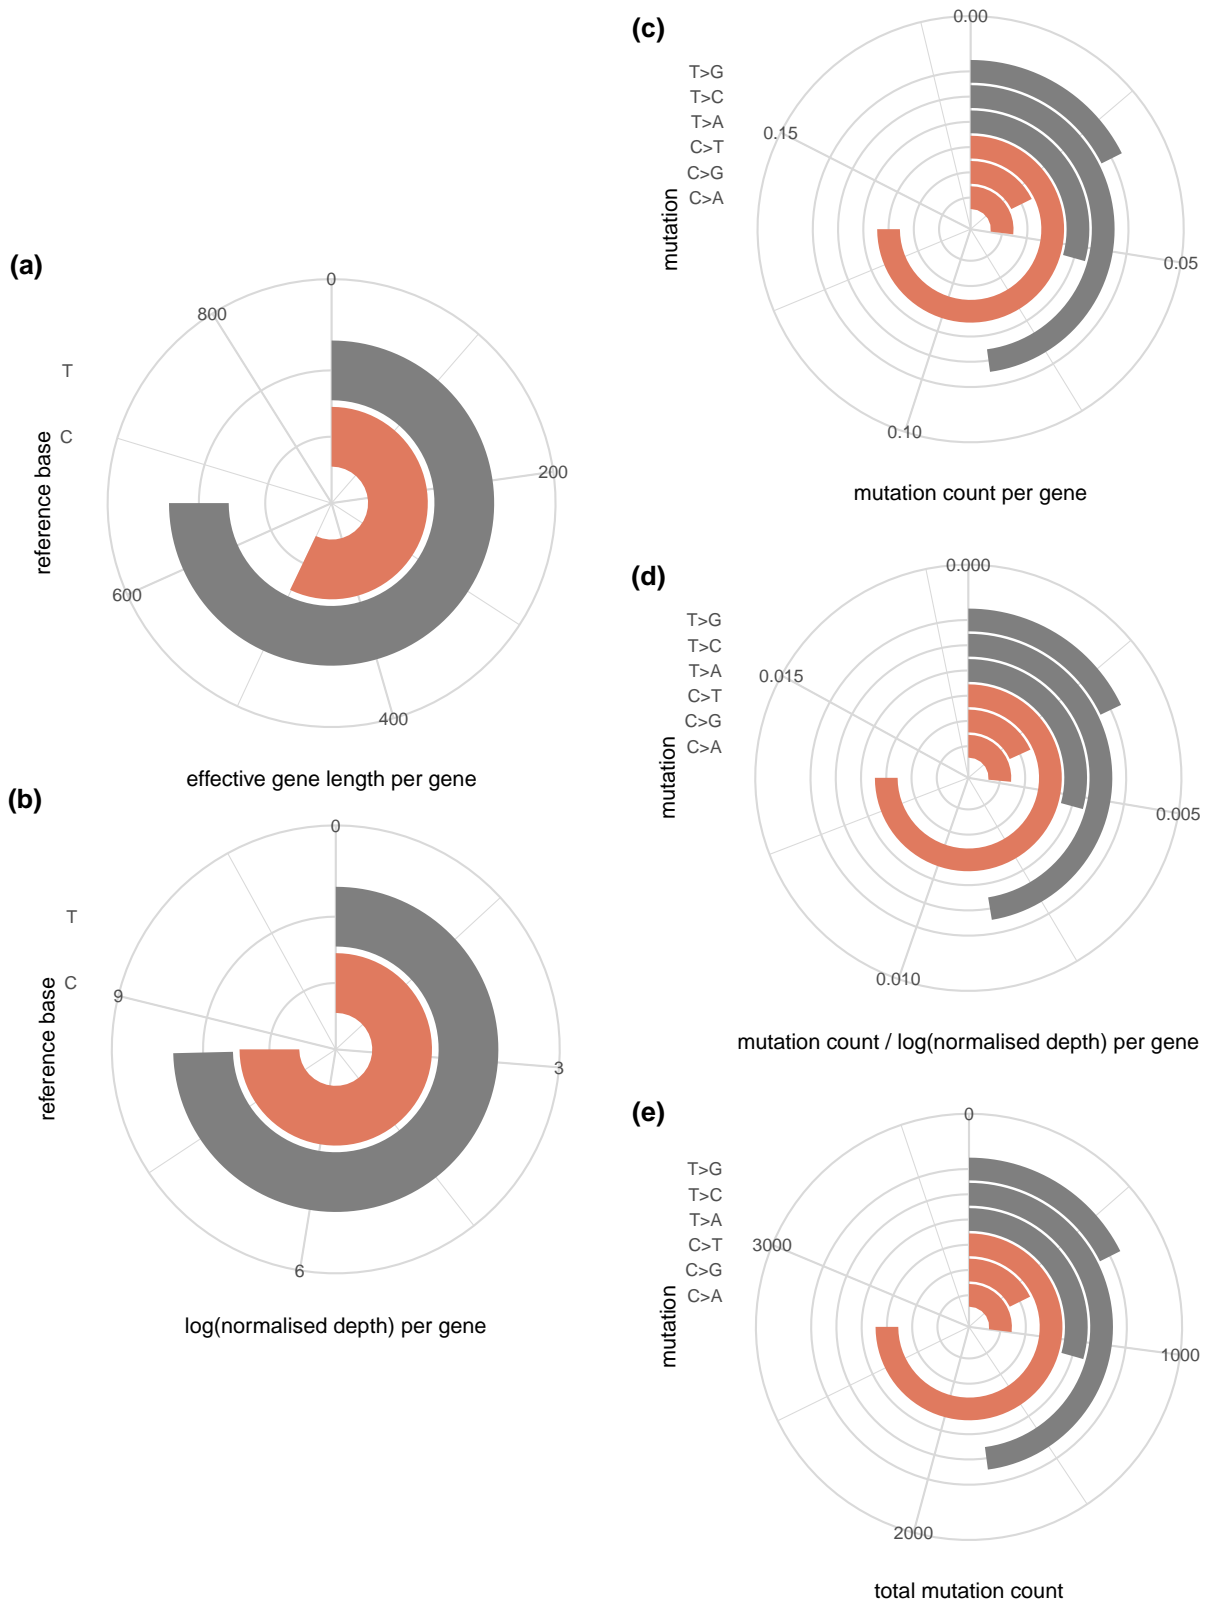 (a)
0
200
400
600
800
T
C
reference base
effective gene length per gene
(b)
0
3
6
9
T
C
reference base
log(normalised depth) per gene
(c)
0.00
0.05
0.10
0.15
T>G
T>C
T>A
C>T
C>G
C>A
mutation
mutation count per gene
(d)
0.000
0.005
0.010
0.015
T>G
T>C
T>A
C>T
C>G
C>A
mutation
mutation count / log(normalised depth) per gene
(e)
0
1000
2000
3000
T>G
T>C
T>A
C>T
C>G
C>A
mutation
total mutation count